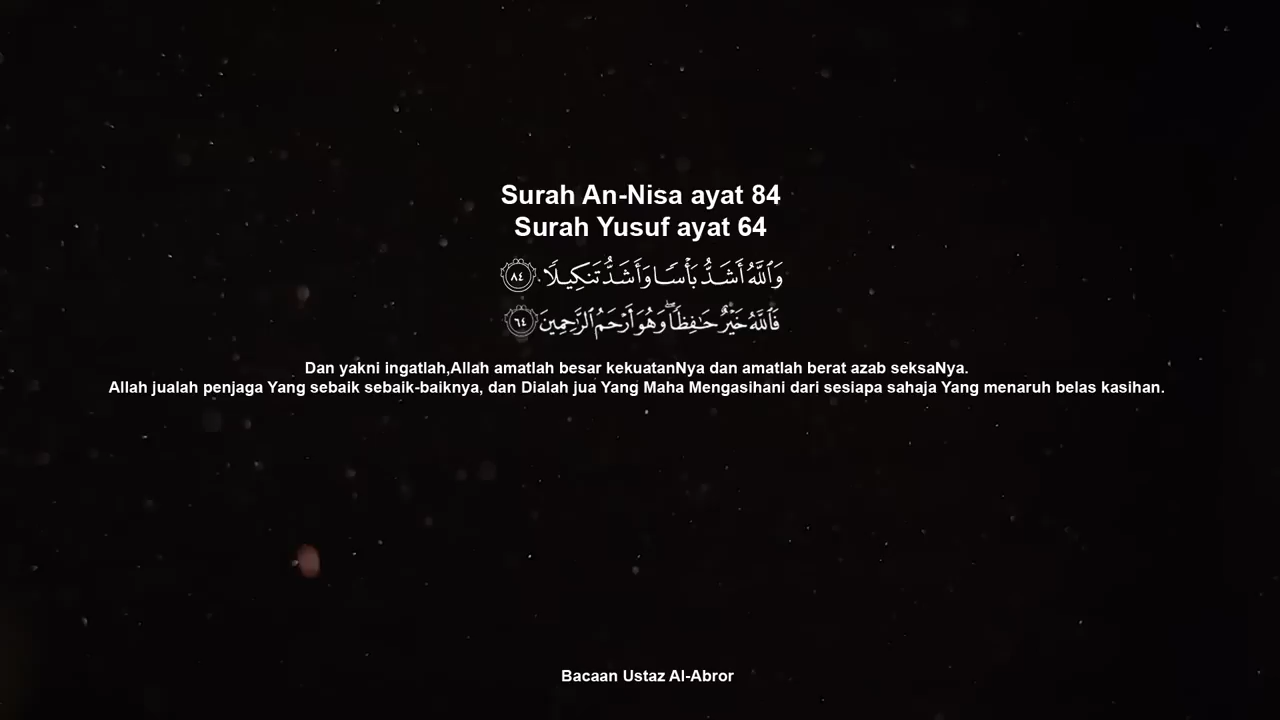 Surah An-Nisa ayat 84
Surah Yusuf ayat 64
وَٱللَّهُ أَشَدُّ بَأْسًا وَأَشَدُّ تَنكِيلًا ٨٤
فَٱللَّهُ خَيْرٌ حَـٰفِظًا ۖ وَهُوَ أَرْحَمُ ٱلرَّٰحِمِينَ ٦٤
Dan yakni ingatlah,Allah amatlah besar kekuatanNya dan amatlah berat azab seksaNya.
Allah jualah penjaga Yang sebaik sebaik-baiknya, dan Dialah jua Yang Maha Mengasihani dari sesiapa sahaja Yang menaruh belas kasihan.
Bacaan Ustaz Al-Abror